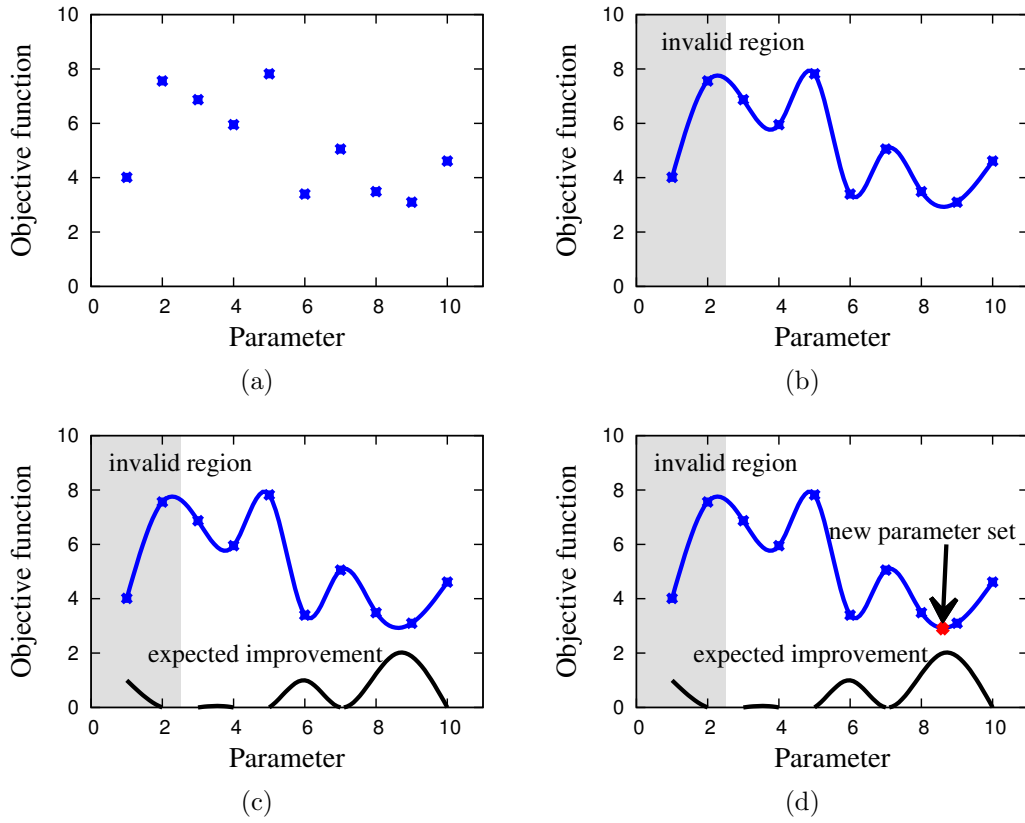 10
8
6
4
2
0
Objective function
0 2 4 6 8 10
Parameter
(a)
10
8
6
4
2
0
Objective function
invalid region
0 2 4 6 8 10
Parameter
(b)
10
8
6
4
2
0
Objective function
invalid region
expected improvement
0 2 4 6 8 10
Parameter
(c)
10
8
6
4
2
0
Objective function
invalid region
new parameter set
expected improvement
0 2 4 6 8 10
Parameter
(d)